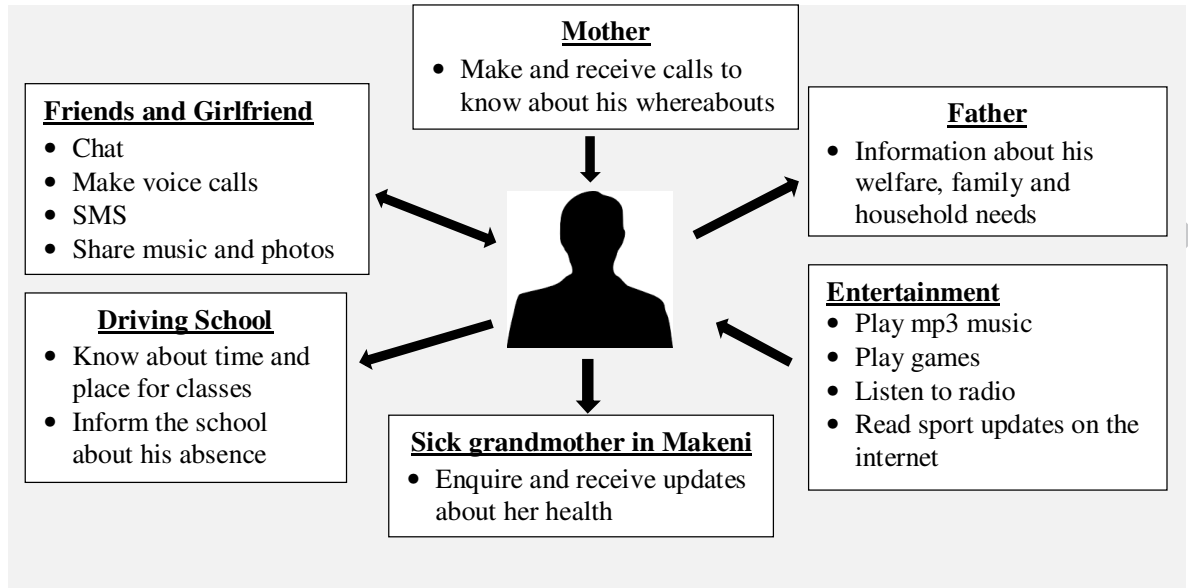 Mother
• Make and receive calls to
know about his whereabouts
Friends and Girlfriend
• Chat
• Make voice calls
• SMS
• Share music and photos
Father
• Information about his
welfare, family and
household needs
Driving School
• Know about time and
place for classes
• Inform the school
about his absence
Entertainment
• Play mp3 music
• Play games
• Listen to radio
• Read sport updates on the
internet
Sick grandmother in Makeni
• Enquire and receive updates
about her health